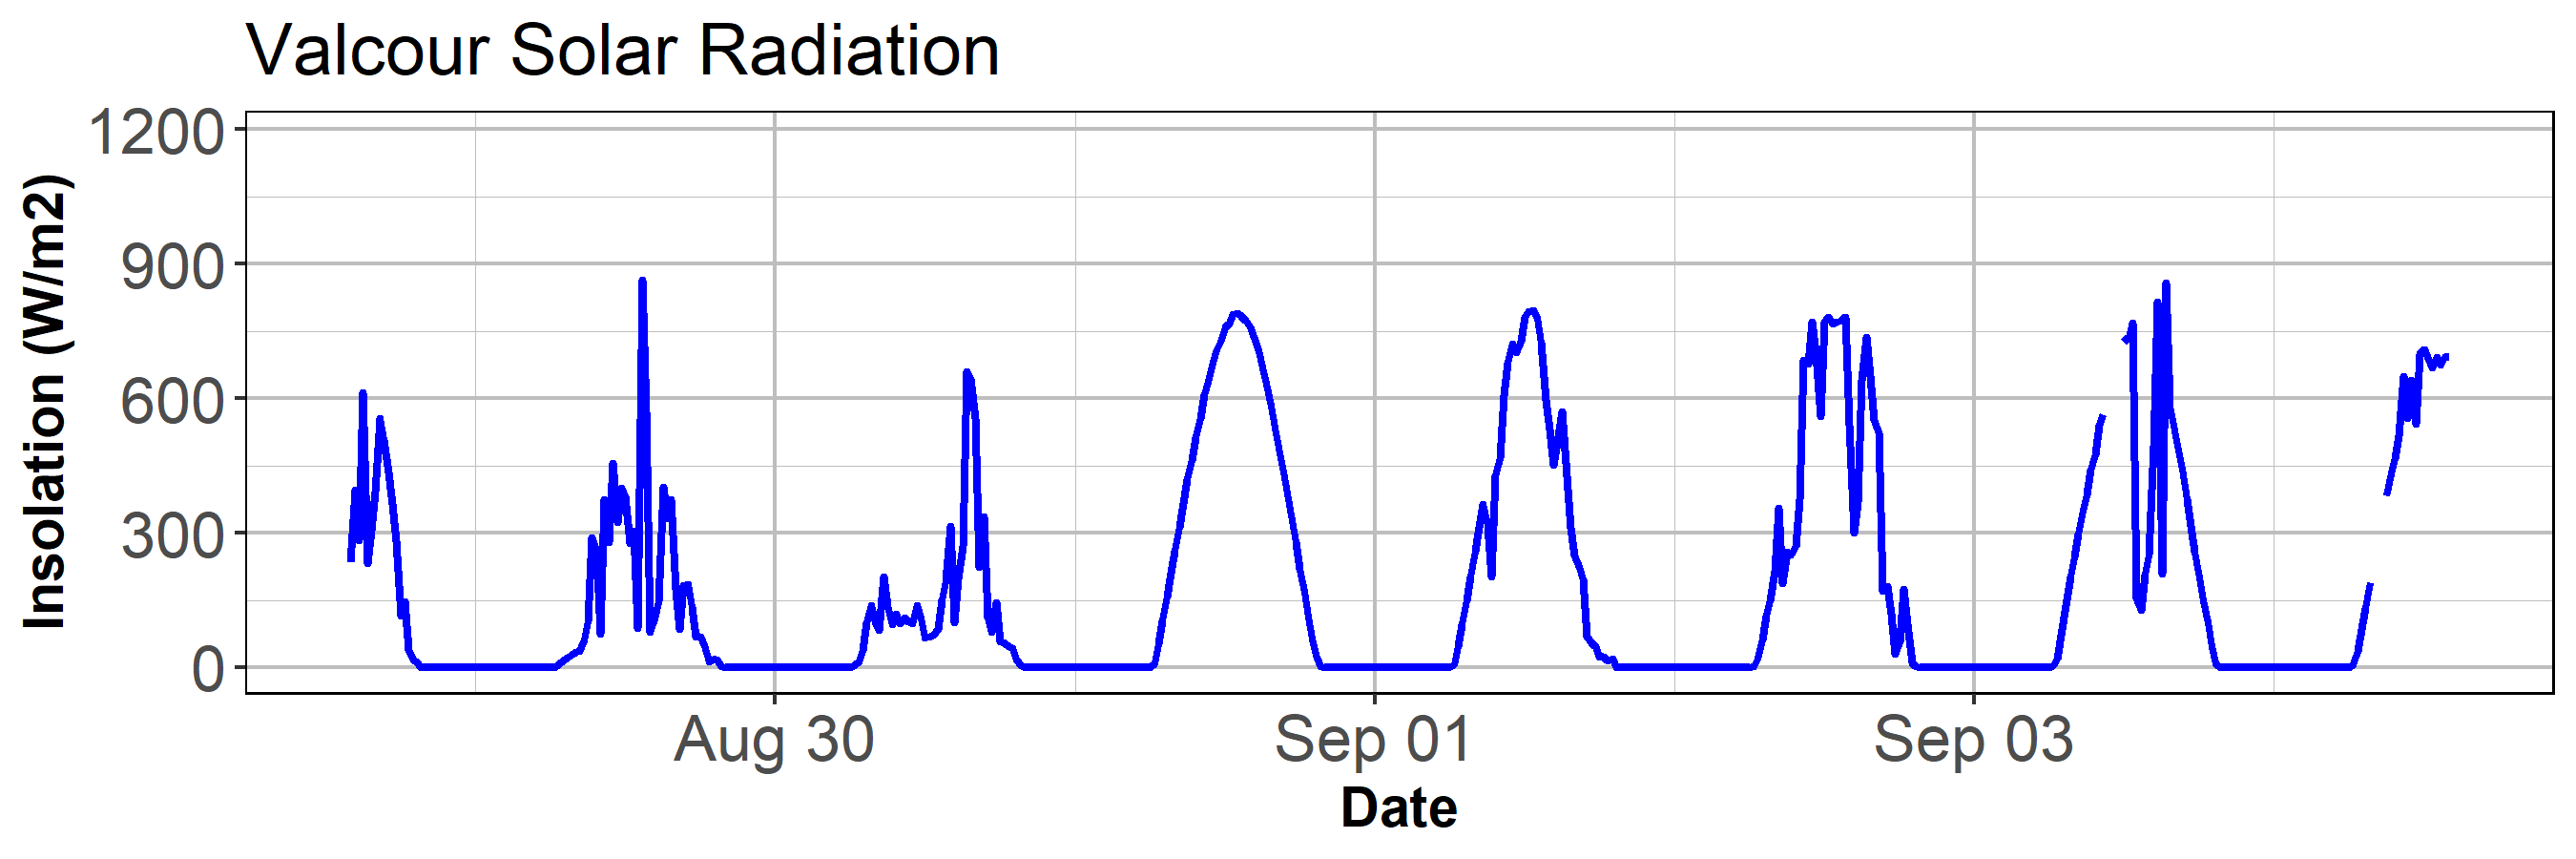 Valcour Solar Radiation
1200
900
600
300
0
Insolation (W/m2)
Aug 30
Sep 01
Sep 03
Date